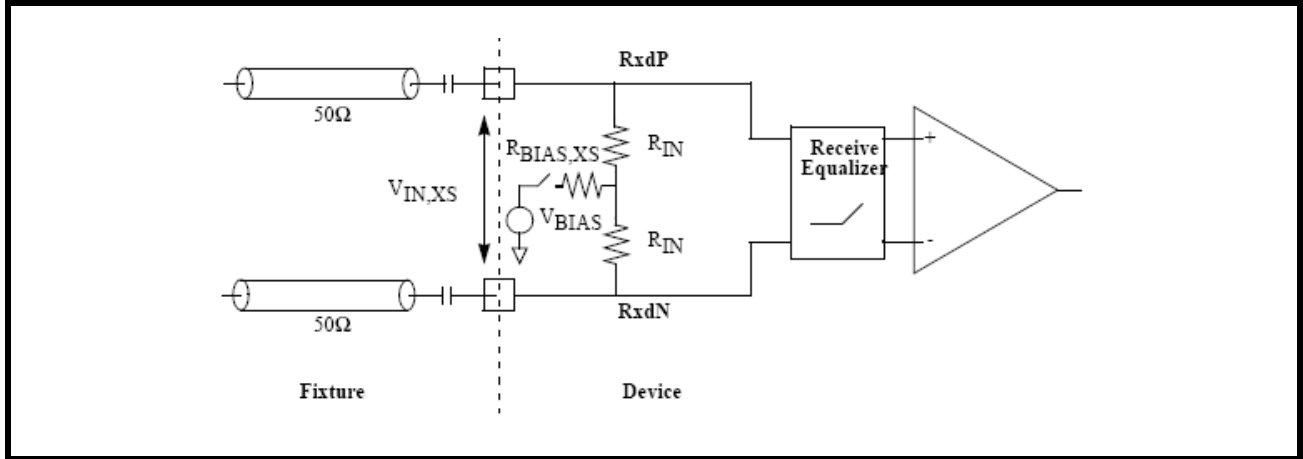 RxdP
50Ω
RBIAS,XS
RIN
Receive
Equalizer
+
VIN,XS
VBIAS
RIN
-
RxdN
50Ω
Fixture
Device